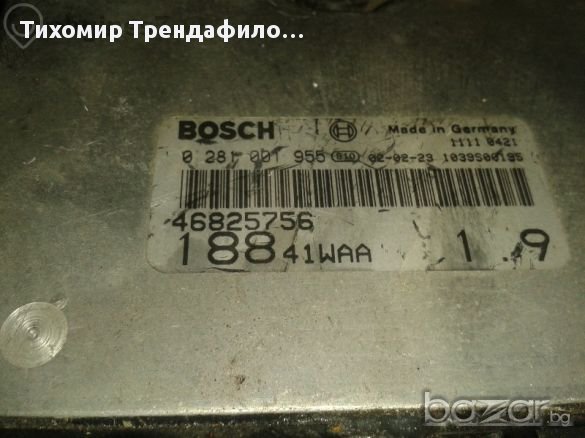 Тихомир Трендафило...
BOSCH Made in Germany
1111 0421
0 281 001 955 B10 02-02-23 1039S00195
46825756
188 41WAA 1.9
bazar.bg